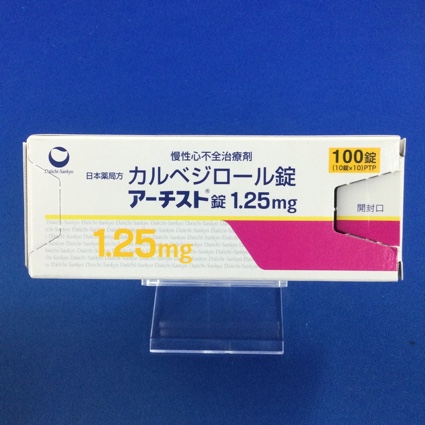 慢性心不全治療剤
日本薬局方 カルベジロール錠
アーチスト®錠 1.25mg
100錠
(10錠×10)PTP
開封口
Daiichi-Sankyo
1.25mg